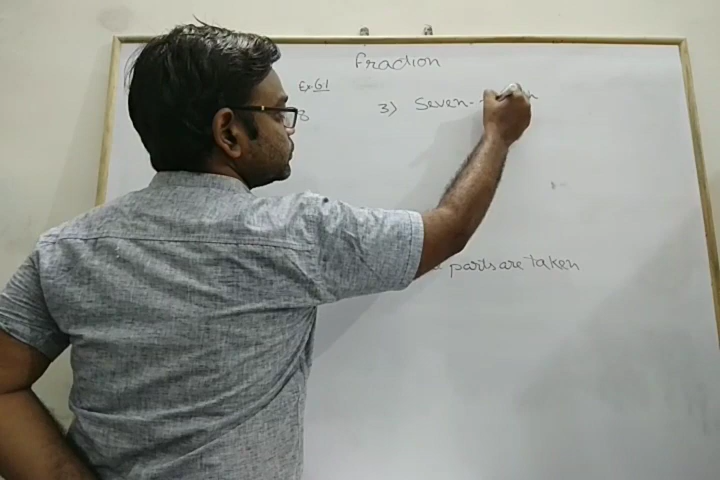 Fraction
Ex. 6.1
3) Seven-
parts are taken